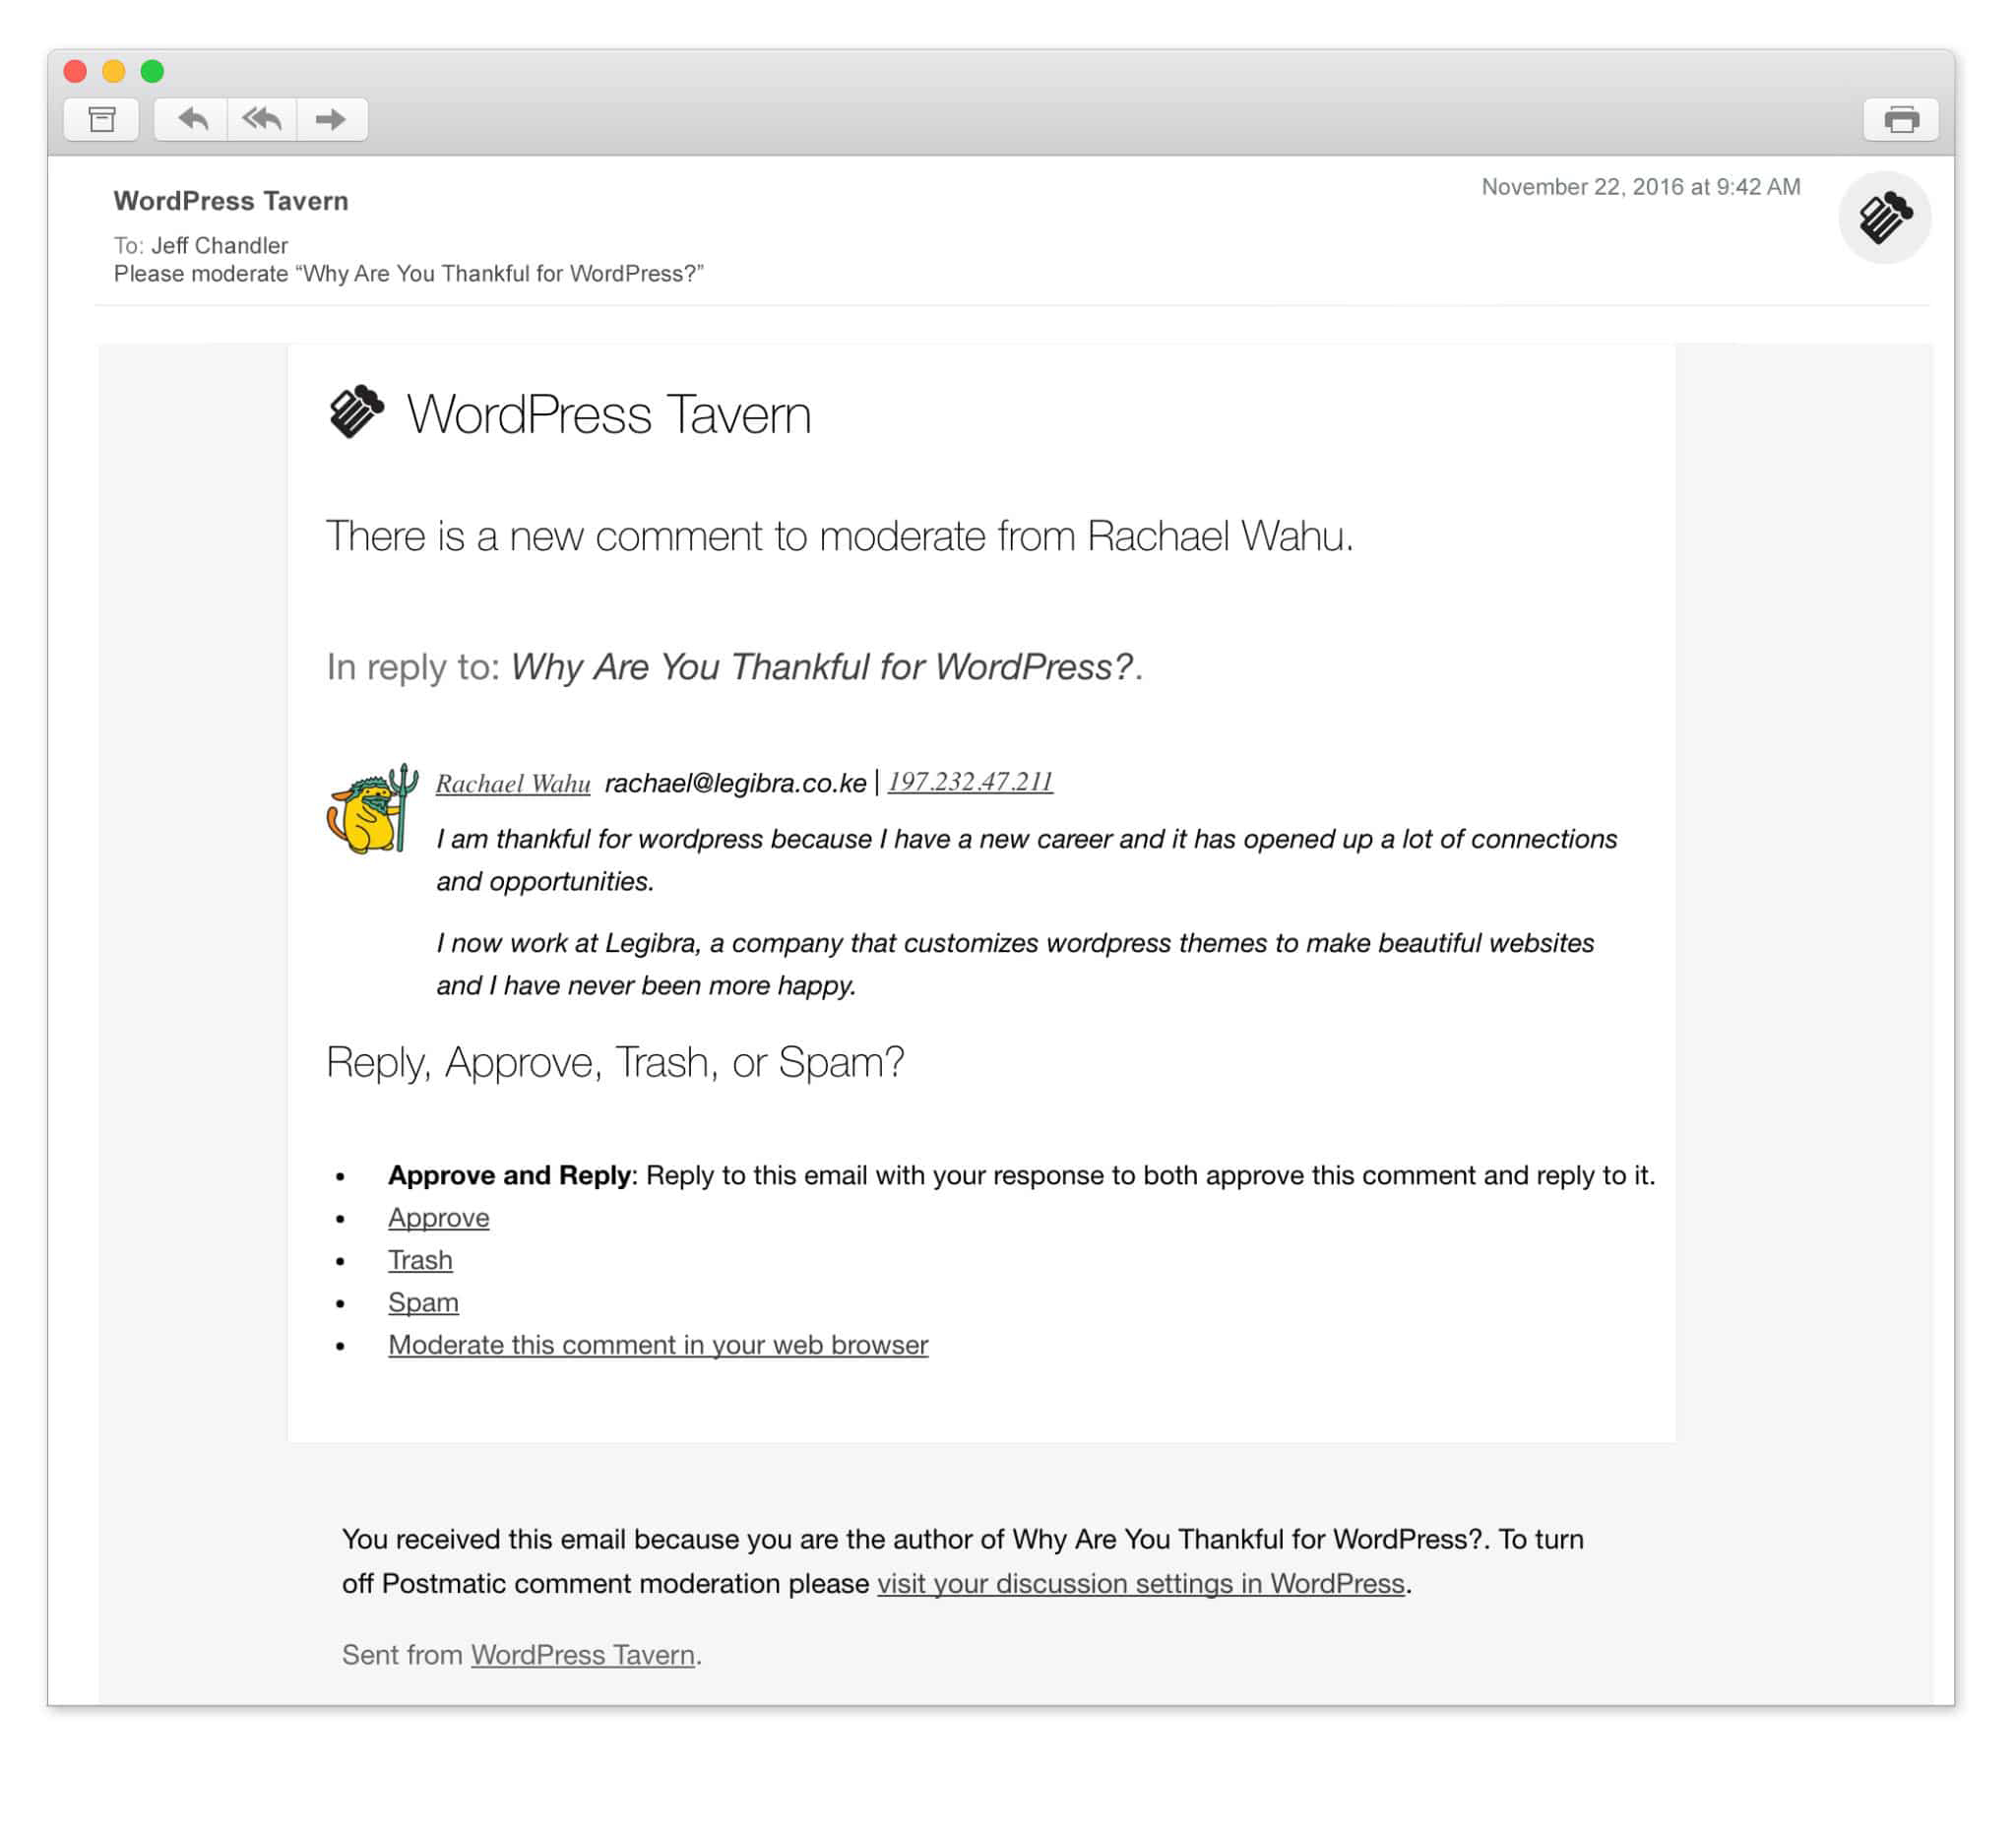 WordPress Tavern
November 22, 2016 at 9:42 AM
To: Jeff Chandler
Please moderate “Why Are You Thankful for WordPress?”
WordPress Tavern
There is a new comment to moderate from Rachael Wahu.
In reply to: Why Are You Thankful for WordPress?.
Rachael Wahu rachael@legibra.co.ke | 197.232.47.211
I am thankful for wordpress because I have a new career and it has opened up a lot of connections
and opportunities.
I now work at Legibra, a company that customizes wordpress themes to make beautiful websites
and I have never been more happy.
Reply, Approve, Trash, or Spam?
• Approve and Reply: Reply to this email with your response to both approve this comment and reply to it.
• Approve
• Trash
• Spam
• Moderate this comment in your web browser
You received this email because you are the author of Why Are You Thankful for WordPress?. To turn
off Postmatic comment moderation please visit your discussion settings in WordPress.
Sent from WordPress Tavern.